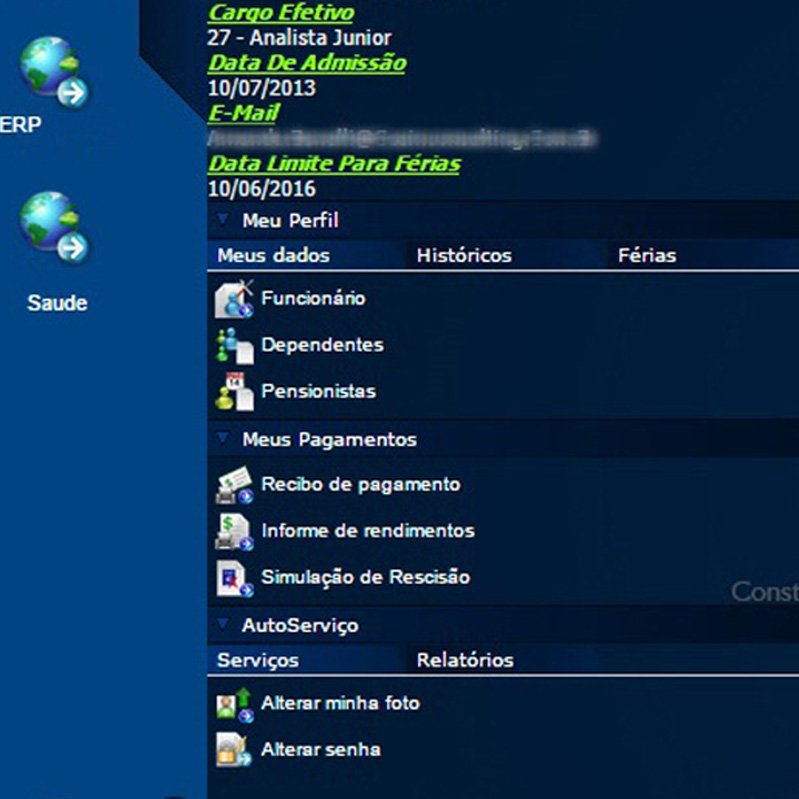 Cargo Efetivo
27 - Analista Junior
Data De Admissão
10/07/2013
E-Mail
Data Limite Para Férias
10/06/2016
ERP
Saude
Meu Perfil
Meus dados Históricos Férias
Funcionário
Dependentes
Pensionistas
Meus Pagamentos
Recibo de pagamento
Informe de rendimentos
Simulação de Rescisão
Const
AutoServiço
Serviços Relatórios
Alterar minha foto
Alterar senha